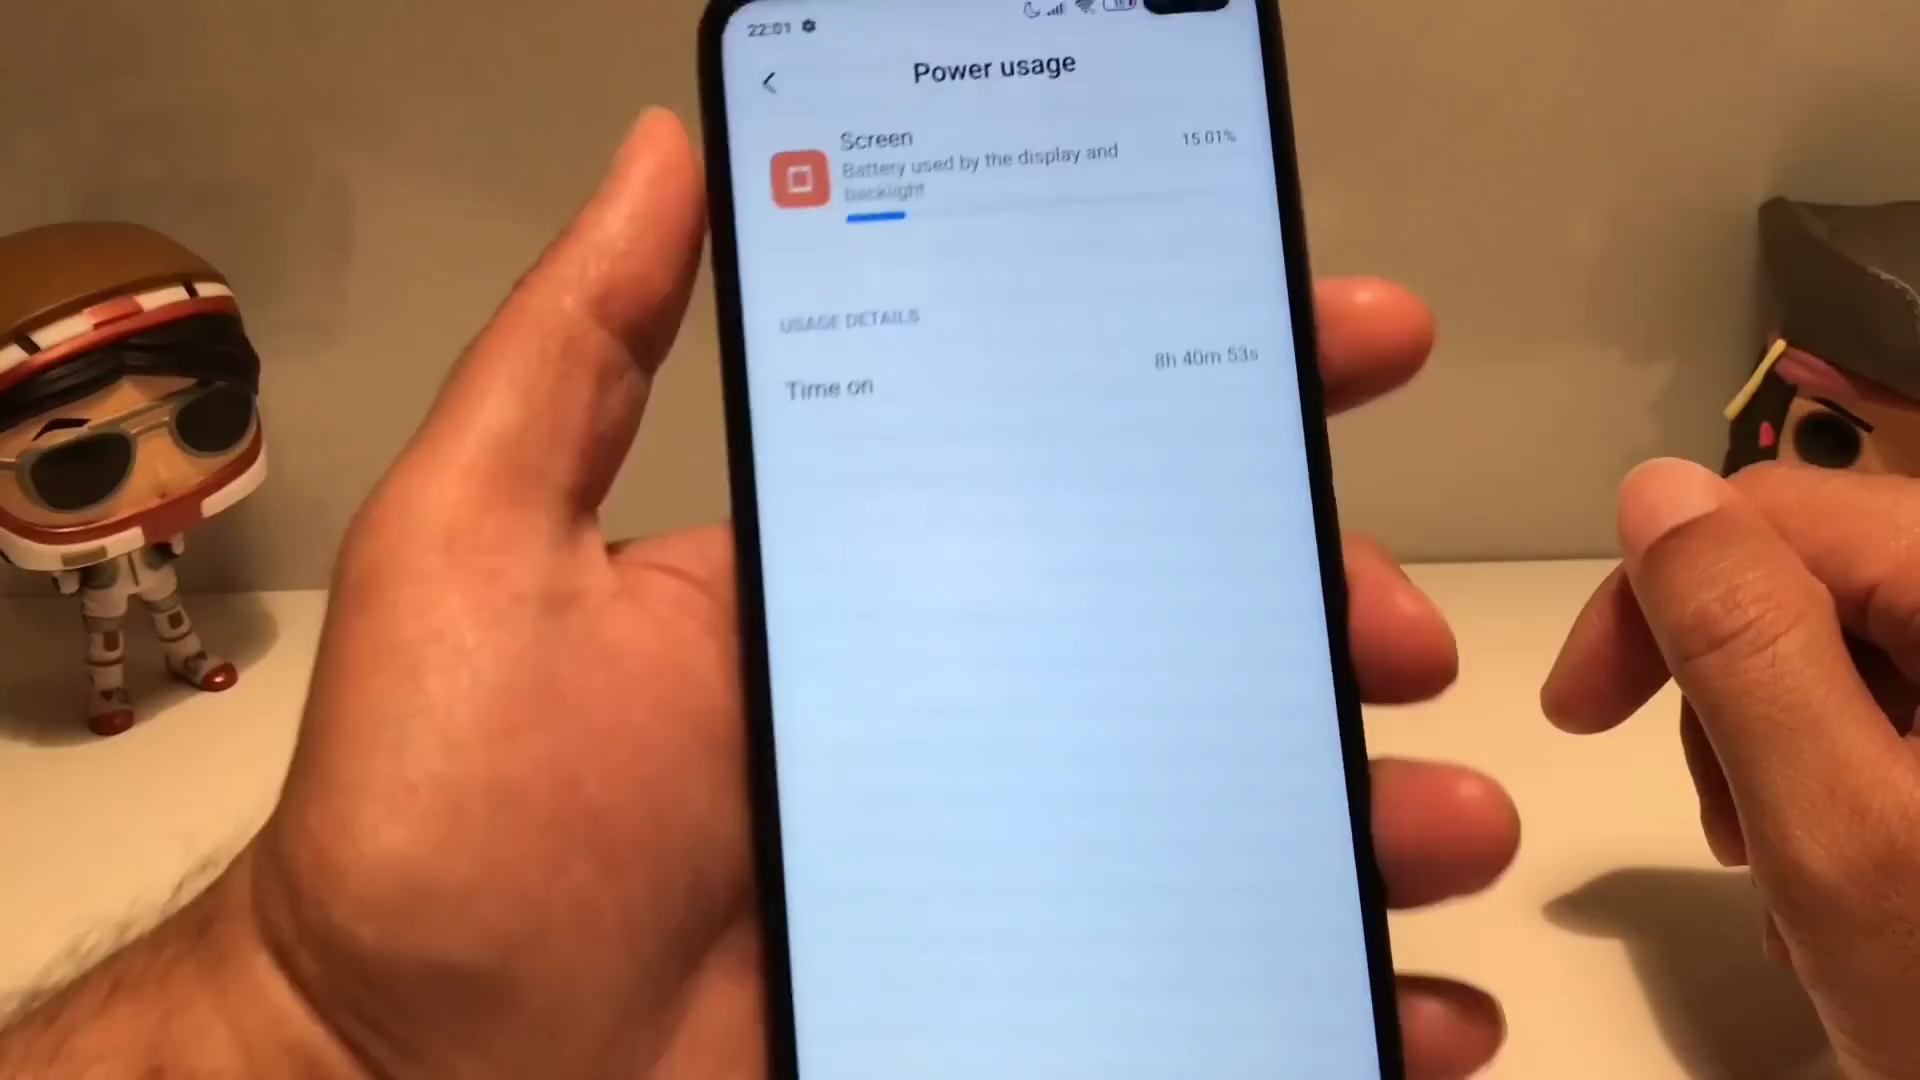 22:01
Power usage
Screen
15.01%
Battery used by the display and
backlight
USAGE DETAILS
8h 40m 53s
Time on